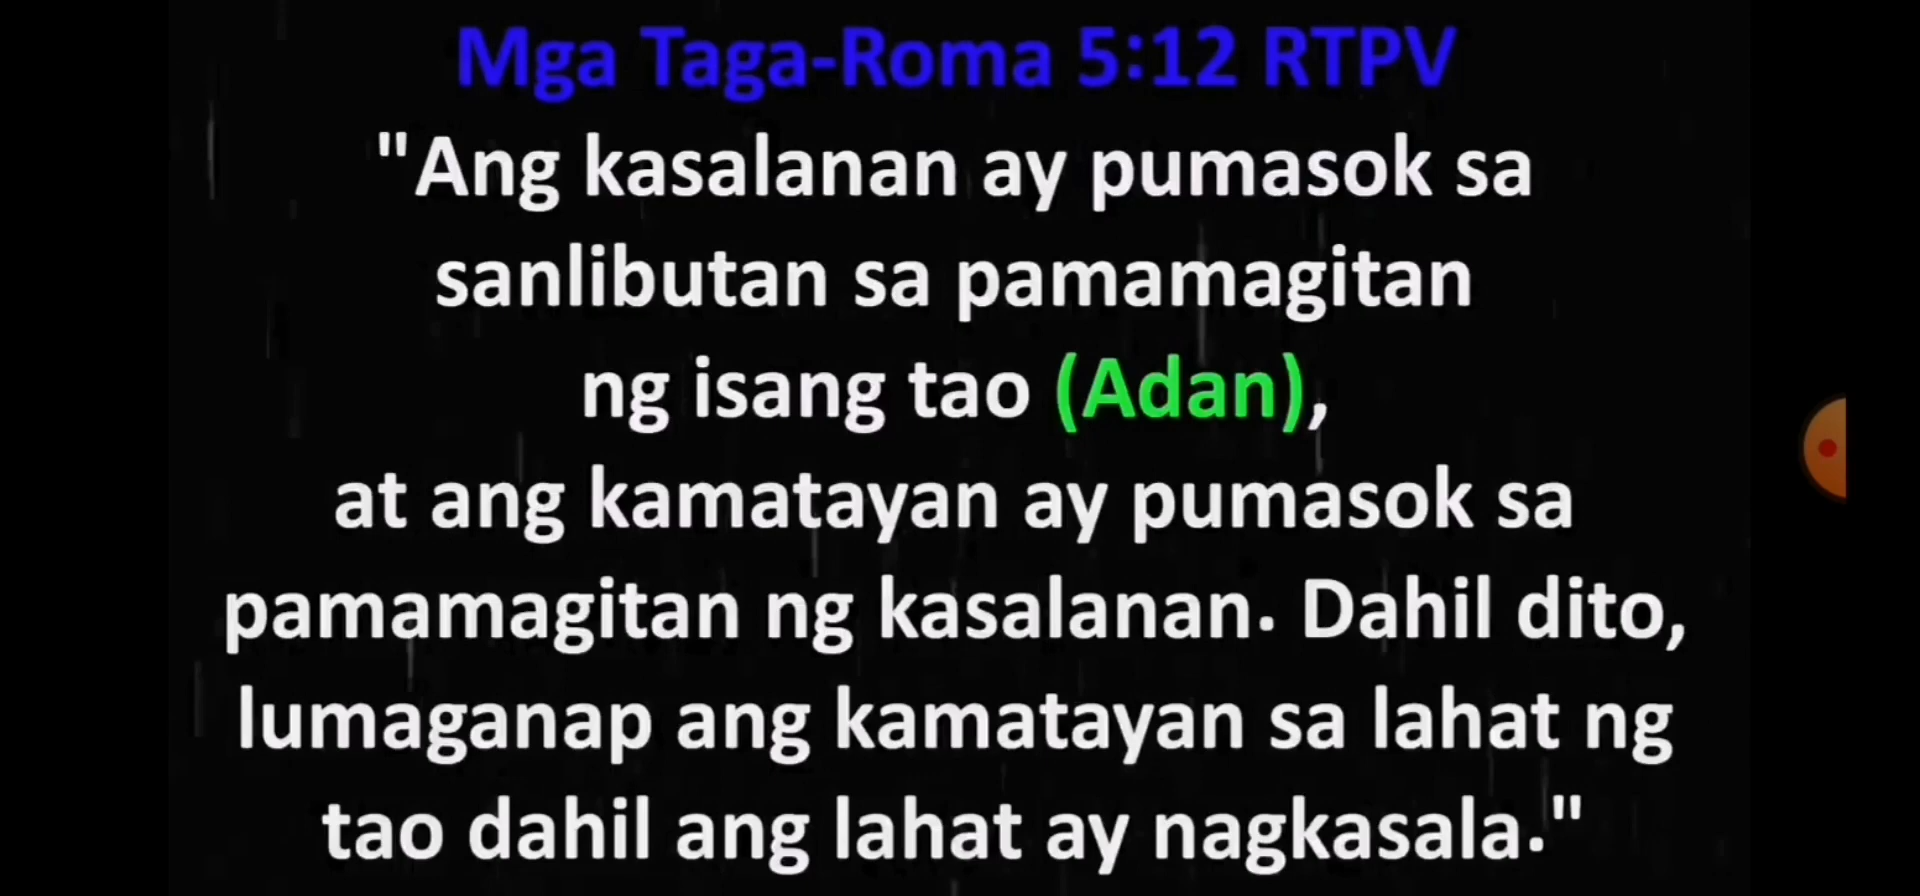 Mga Taga-Roma 5:12 RTPV
"Ang kasalanan ay pumasok sa
sanlibutan sa pamamagitan
ng isang tao (Adan),
at ang kamatayan ay pumasok sa
pamamagitan ng kasalanan. Dahil dito,
lumaganap ang kamatayan sa lahat ng
tao dahil ang lahat ay nagkasala."